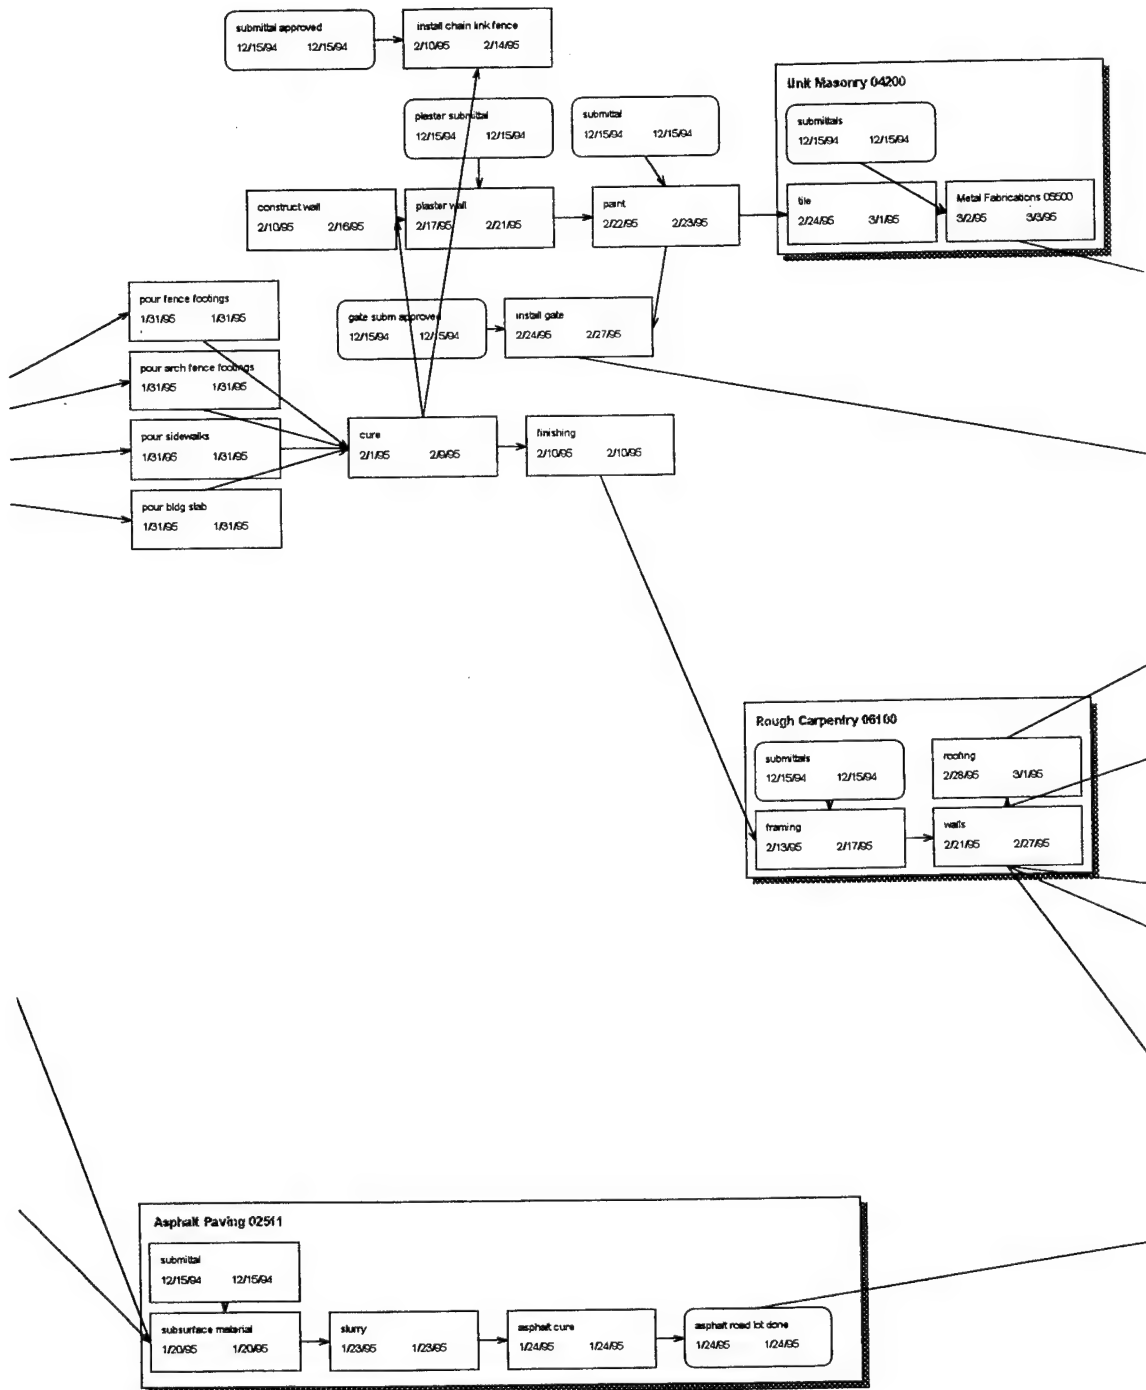 submittal approved
12/15/94 12/15/94
install chain link fence
2/10/95 2/14/95
plaster submittal
12/15/94 12/15/94
submittal
12/15/94 12/15/94
Unit Masonry 04200
submittals
12/15/94 12/15/94
construct wall
2/10/95 2/16/95
plaster wall
2/17/95 2/21/95
paint
2/22/95 2/23/95
tile
2/24/95 3/1/95
Metal Fabrications 05500
3/2/95 3/3/95
pour fence footings
1/31/95 1/31/95
gate subm approved
12/15/94 12/15/94
install gate
2/24/95 2/27/95
pour arch fence footings
1/31/95 1/31/95
pour sidewalks
1/31/95 1/31/95
cure
2/1/95 2/9/95
finishing
2/10/95 2/10/95
pour bldg slab
1/31/95 1/31/95
Rough Carpentry 06100
submittals
12/15/94 12/15/94
roofing
2/28/95 3/1/95
framing
2/13/95 2/17/95
walls
2/21/95 2/27/95
Asphalt Paving 02511
submittal
12/15/94 12/15/94
subsurface material
1/20/95 1/20/95
slurry
1/23/95 1/23/95
asphalt cure
1/24/95 1/24/95
asphalt road lot done
1/24/95 1/24/95